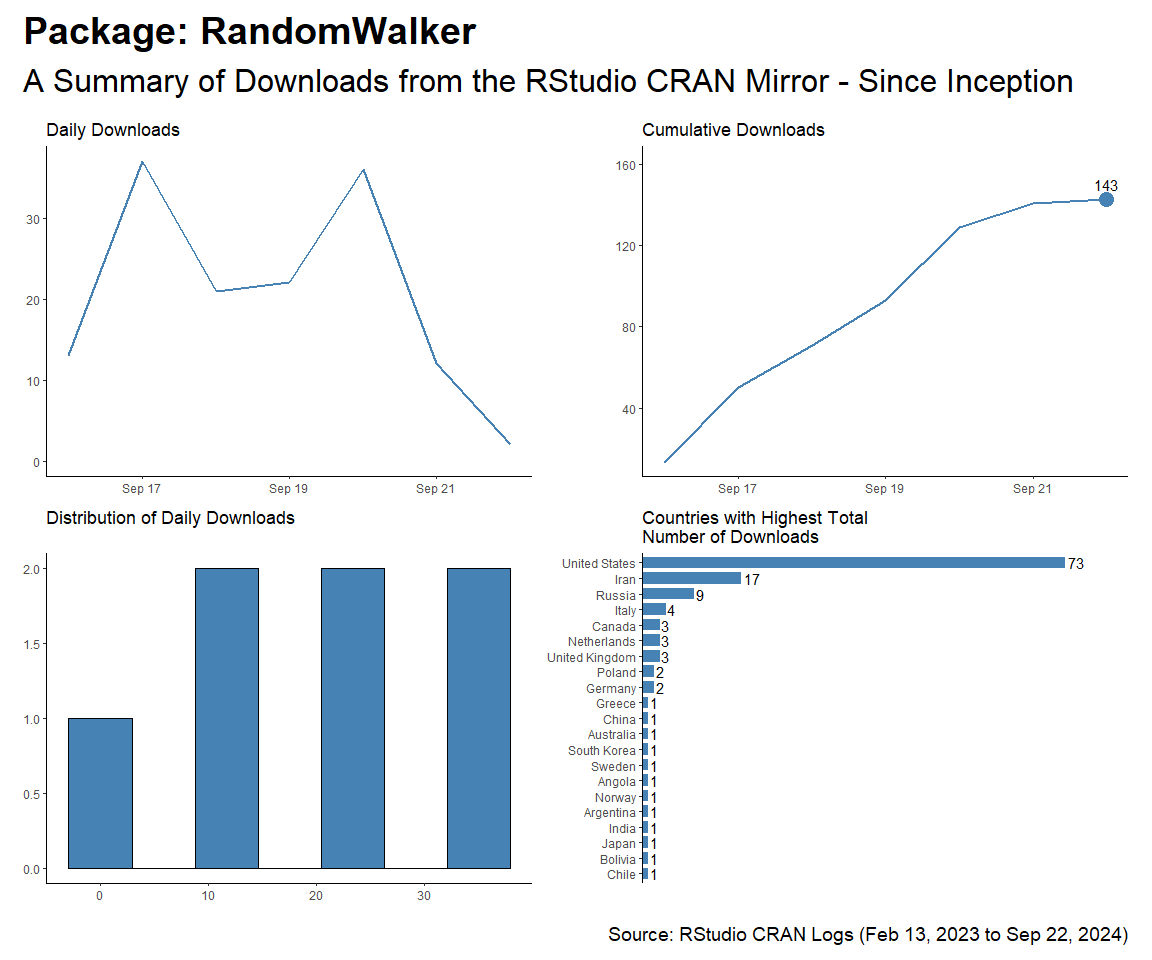 Package: RandomWalker
A Summary of Downloads from the RStudio CRAN Mirror - Since Inception
Daily Downloads
30
20
10
0
Sep 17
Sep 19
Sep 21
Cumulative Downloads
160
120
80
40
143
Sep 17
Sep 19
Sep 21
Distribution of Daily Downloads
2.0
1.5
1.0
0.5
0.0
0
10
20
30
Countries with Highest Total
Number of Downloads
United States 73
Iran 17
Russia 9
Italy 4
Canada 3
Netherlands 3
United Kingdom 3
Poland 2
Germany 2
Greece 1
China 1
Australia 1
South Korea 1
Sweden 1
Angola 1
Norway 1
Argentina 1
India 1
Japan 1
Bolivia 1
Chile 1
Source: RStudio CRAN Logs (Feb 13, 2023 to Sep 22, 2024)